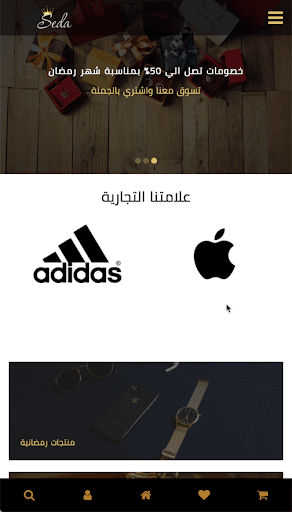 Seda
خصومات تصل الي 50% بمناسبة شهر رمضان
تسوق معنا واشتري بالجملة
علامتنا التجارية
adidas®
منتجات رمضانية